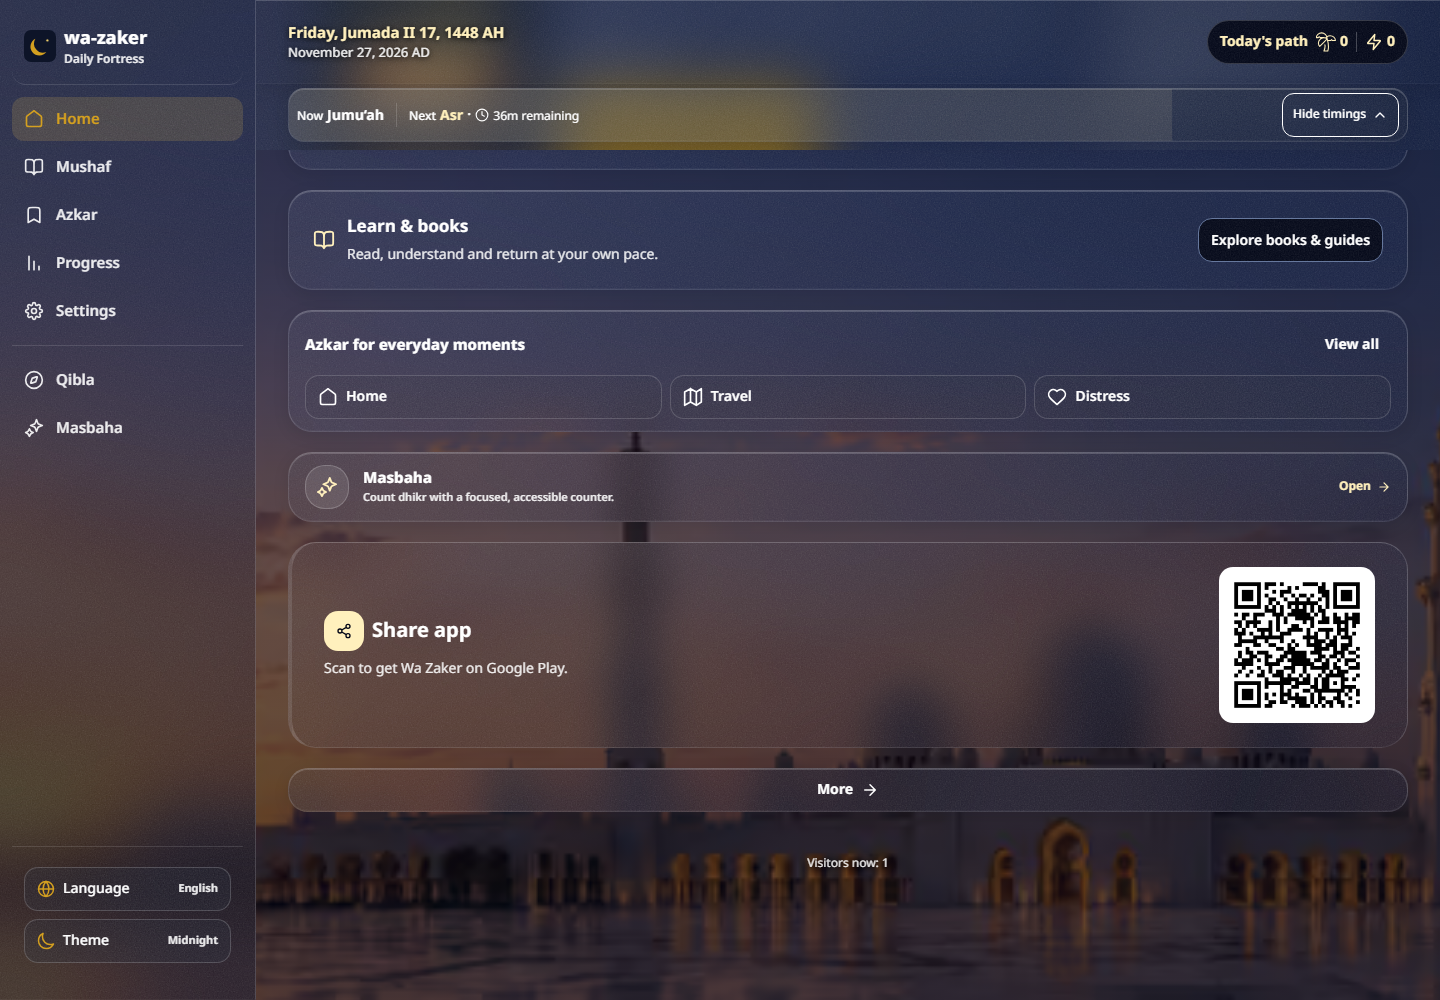 wa-zaker
Daily Fortress
Home
Mushaf
Azkar
Progress
Settings
Qibla
Masbaha
Language English
Theme Midnight
Friday, Jumada II 17, 1448 AH
November 27, 2026 AD
Today's path 0 0
Now Jumu'ah Next Asr · 36m remaining
Hide timings
Learn & books
Read, understand and return at your own pace.
Explore books & guides
Azkar for everyday moments
View all
Home Travel Distress
Masbaha
Count dhikr with a focused, accessible counter.
Open →
Share app
Scan to get Wa Zaker on Google Play.
More →
Visitors now: 1